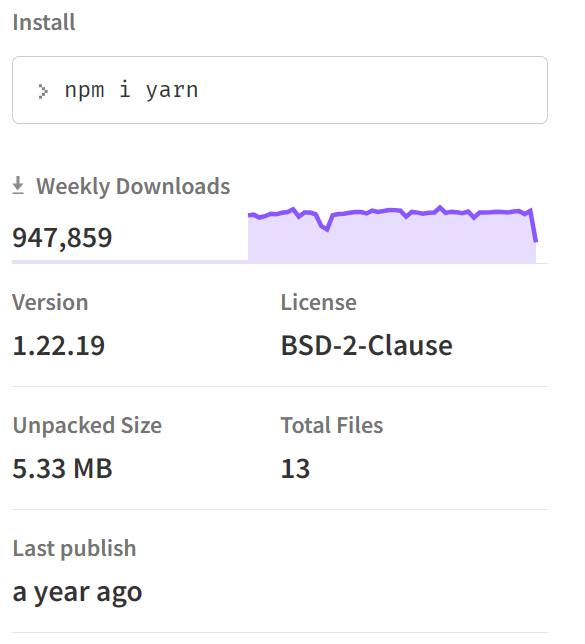 Install
> npm i yarn
Weekly Downloads
947,859
Version
License
1.22.19
BSD-2-Clause
Unpacked Size
Total Files
5.33 MB
13
Last publish
a year ago